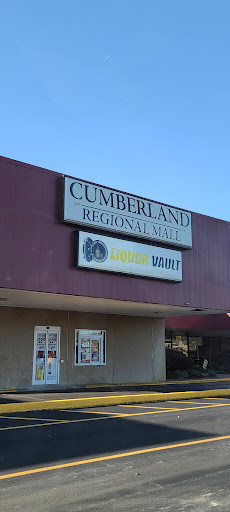 CUMBERLAND
REGIONAL MALL
LIQUOR VAULT